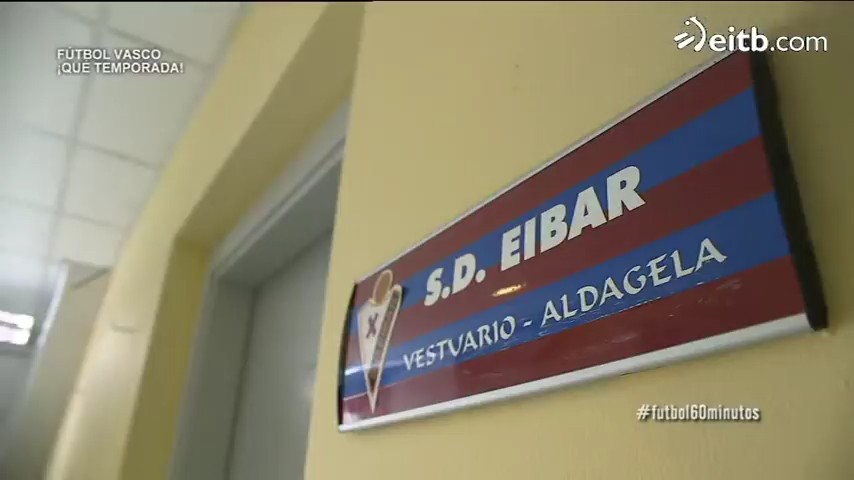 FÚTBOL VASCO
¡QUE TEMPORADA!
eitb.com
S.D. EIBAR
VESTUARIO - ALDAGELA
#futbol60minutos